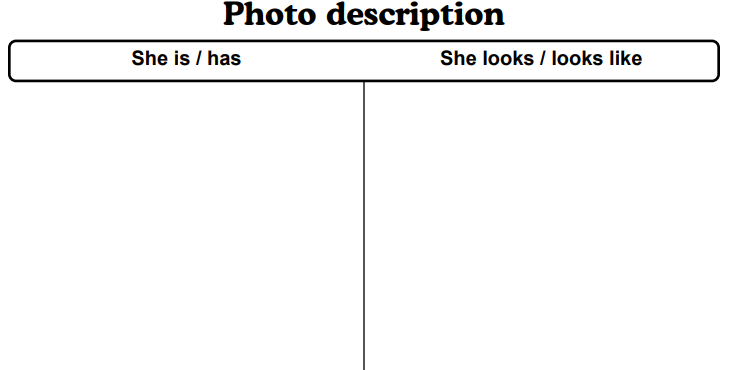 Photo description
She is / has
She looks / looks like